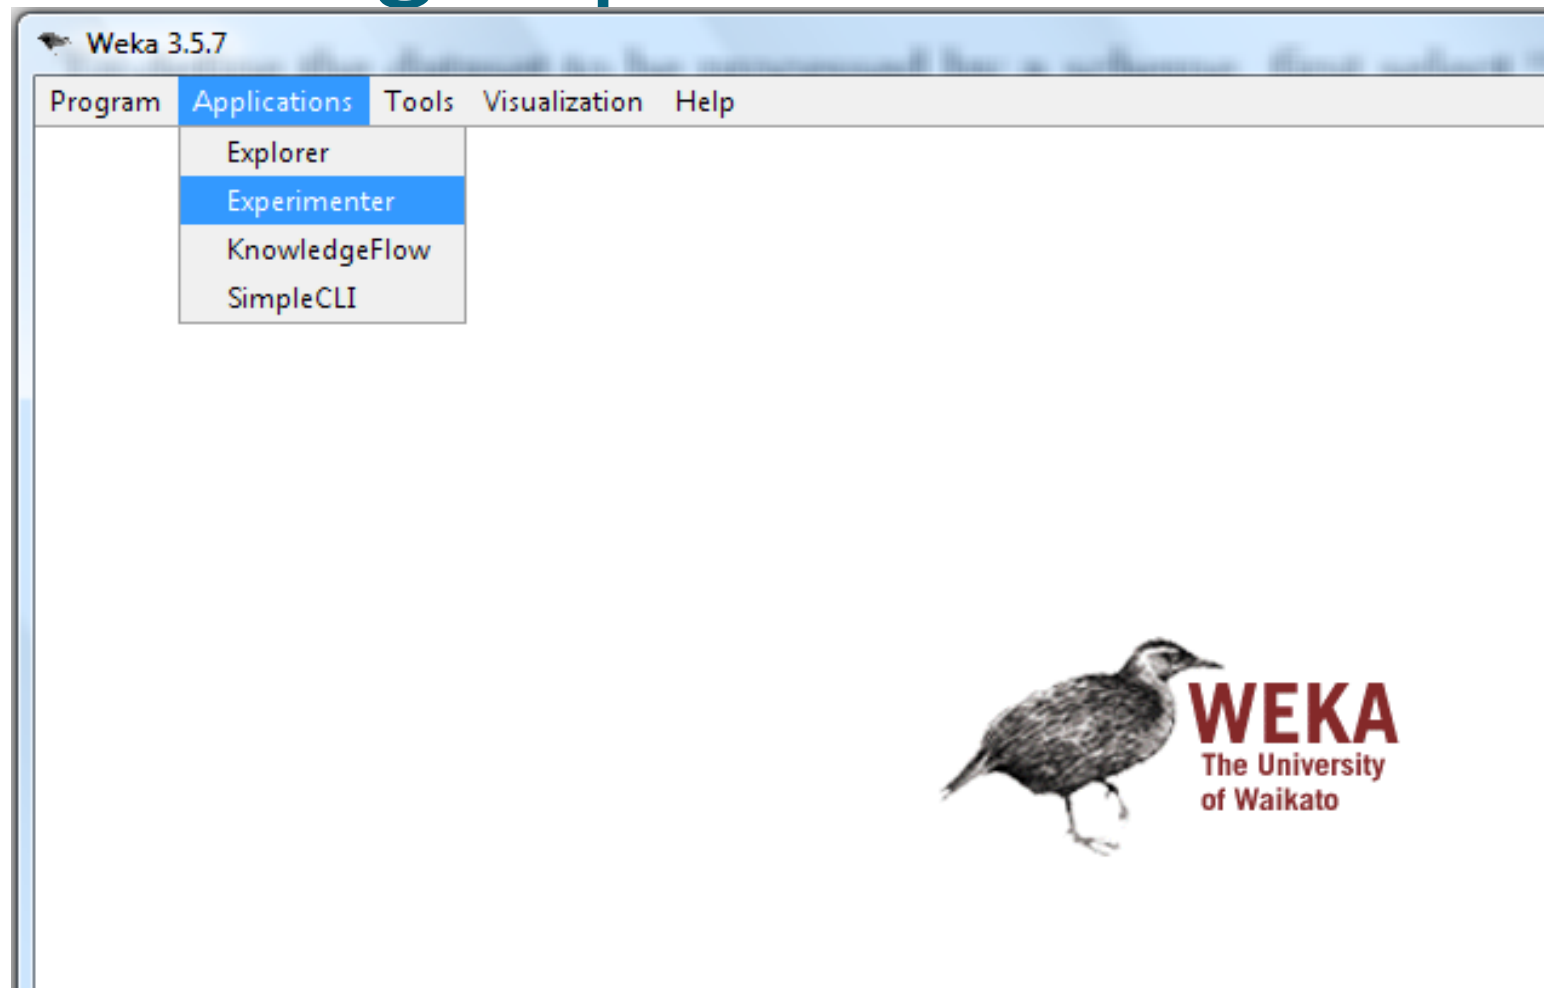 Weka 3.5.7
Program Applications Tools Visualization Help
Explorer
Experimenter
KnowledgeFlow
SimpleCLI
WEKA
The University
of Waikato